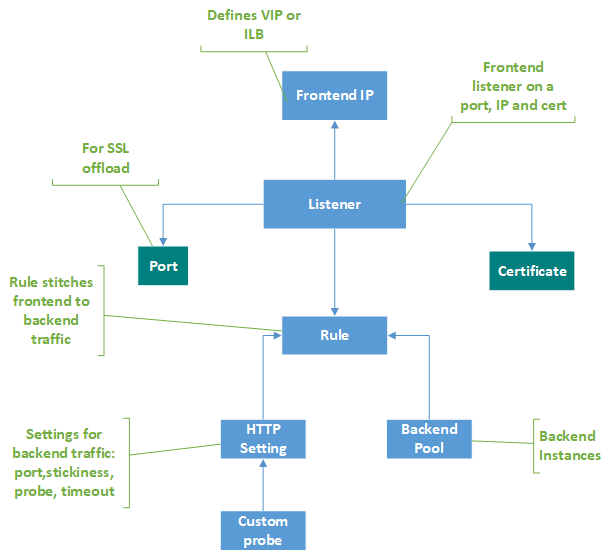 Defines VIP or
ILB
Frontend IP
Frontend
listener on a
port, IP and cert
For SSL
offload
Listener
Port
Certificate
Rule stitches
frontend to
backend
traffic
Rule
Settings for
backend traffic:
port,stickiness,
probe, timeout
HTTP
Setting
Backend
Pool
Backend
Instances
Custom
probe